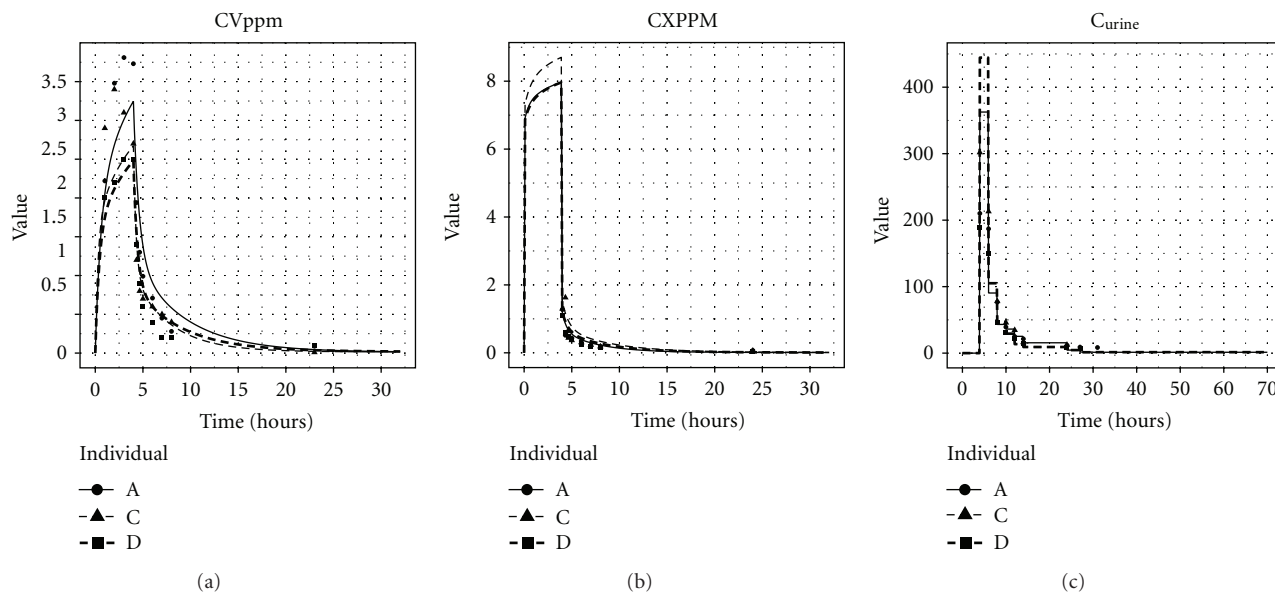 CVppm
Value
3.5
3
2.5
2
1.5
1
0.5
0
0 5 10 15 20 25 30
Time (hours)
Individual
A
C
D
(a)
CXPPM
Value
8
6
4
2
0
0 5 10 15 20 25 30
Time (hours)
Individual
A
C
D
(b)
Curine
Value
400
300
200
100
0
0 10 20 30 40 50 60 70
Time (hours)
Individual
A
C
D
(c)